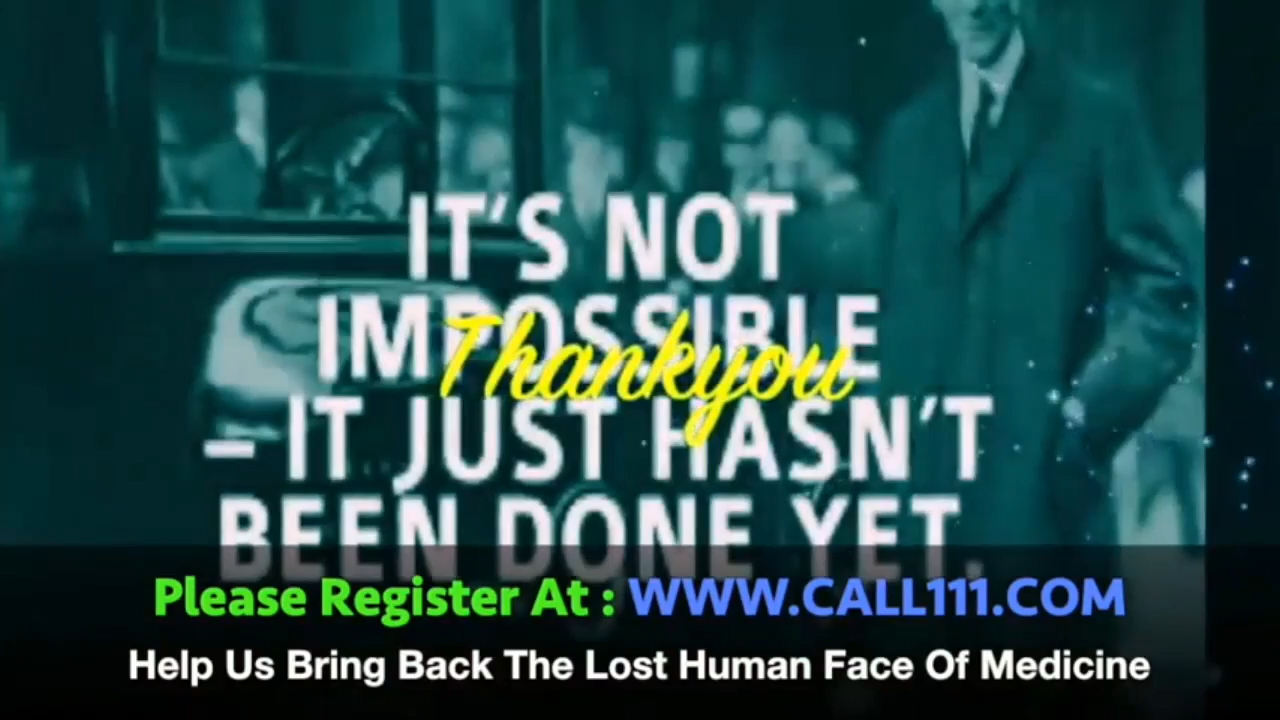 IT'S NOT
IMPOSSIBLE
Thankyou
– IT JUST HASN'T
BEEN DONE YET.
Please Register At : WWW.CALL111.COM
Help Us Bring Back The Lost Human Face Of Medicine